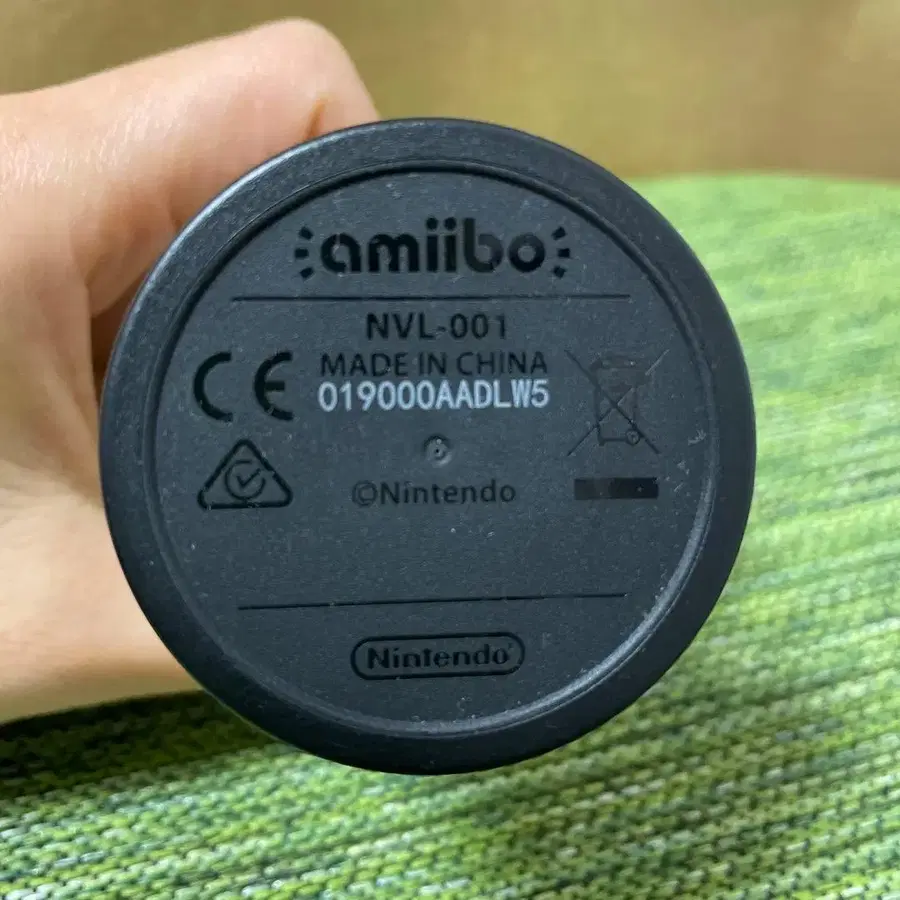 amiibo
NVL-001
MADE IN CHINA
019000AADLW5
CE
©Nintendo
Nintendo